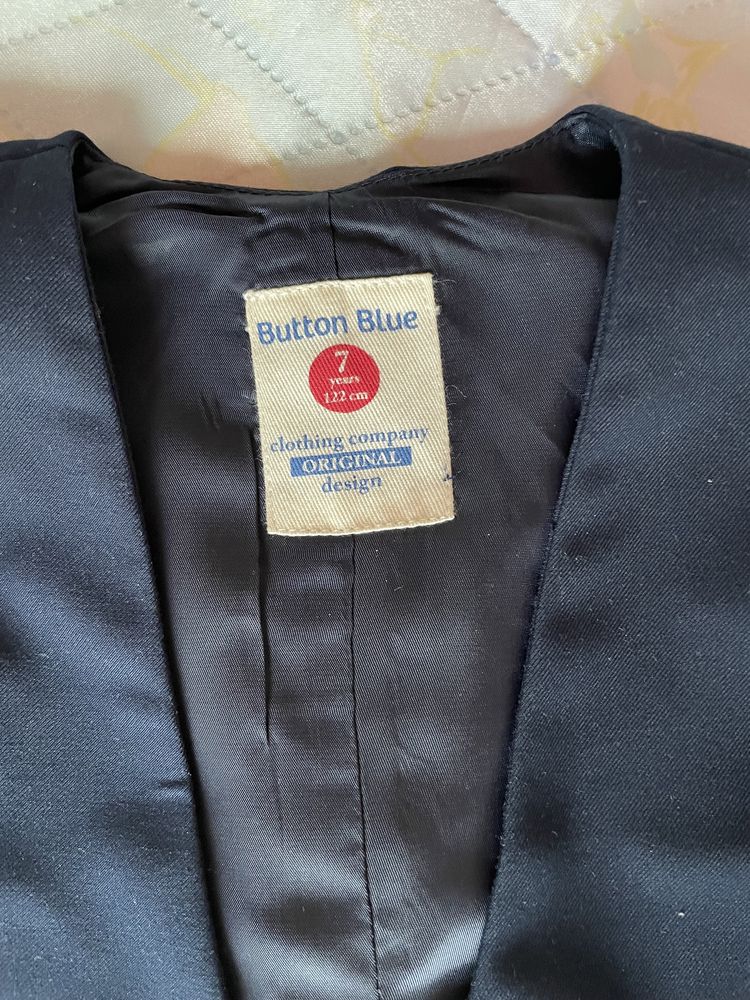 Button Blue
7
years
122 cm
clothing company
ORIGINAL
design